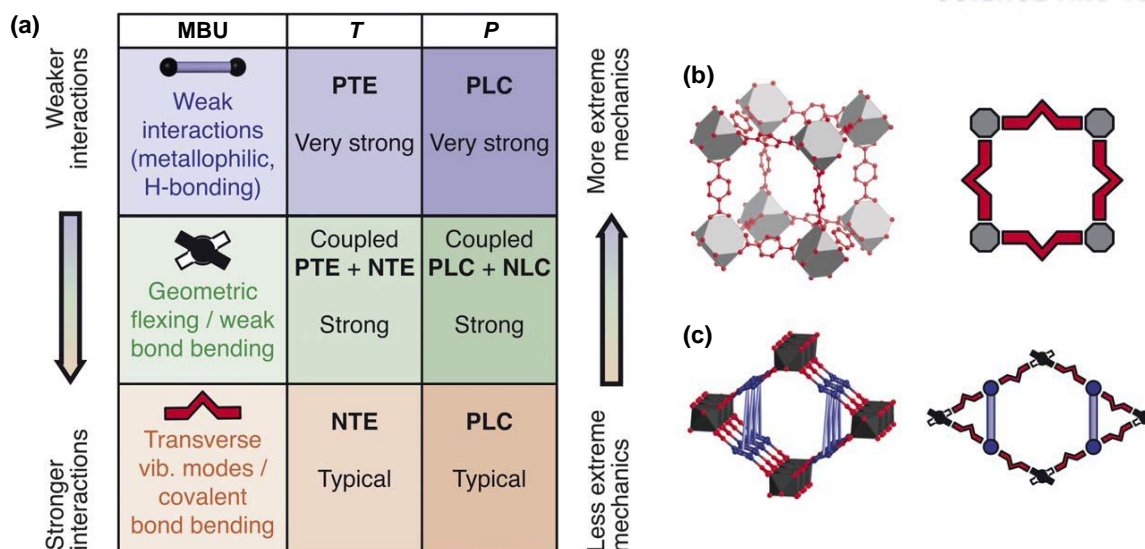 (a)
MBU T P
Weaker
interactions
Stronger
interactions
Weak
interactions
(metallophilic,
H-bonding)
PTE
Very strong
PLC
Very strong
Geometric
flexing / weak
bond bending
Coupled
PTE + NTE
Strong
Coupled
PLC + NLC
Strong
Transverse
vib. modes /
covalent
bond bending
NTE
Typical
PLC
Typical
More extreme
mechanics
Less extreme
mechanics
(b)
(c)